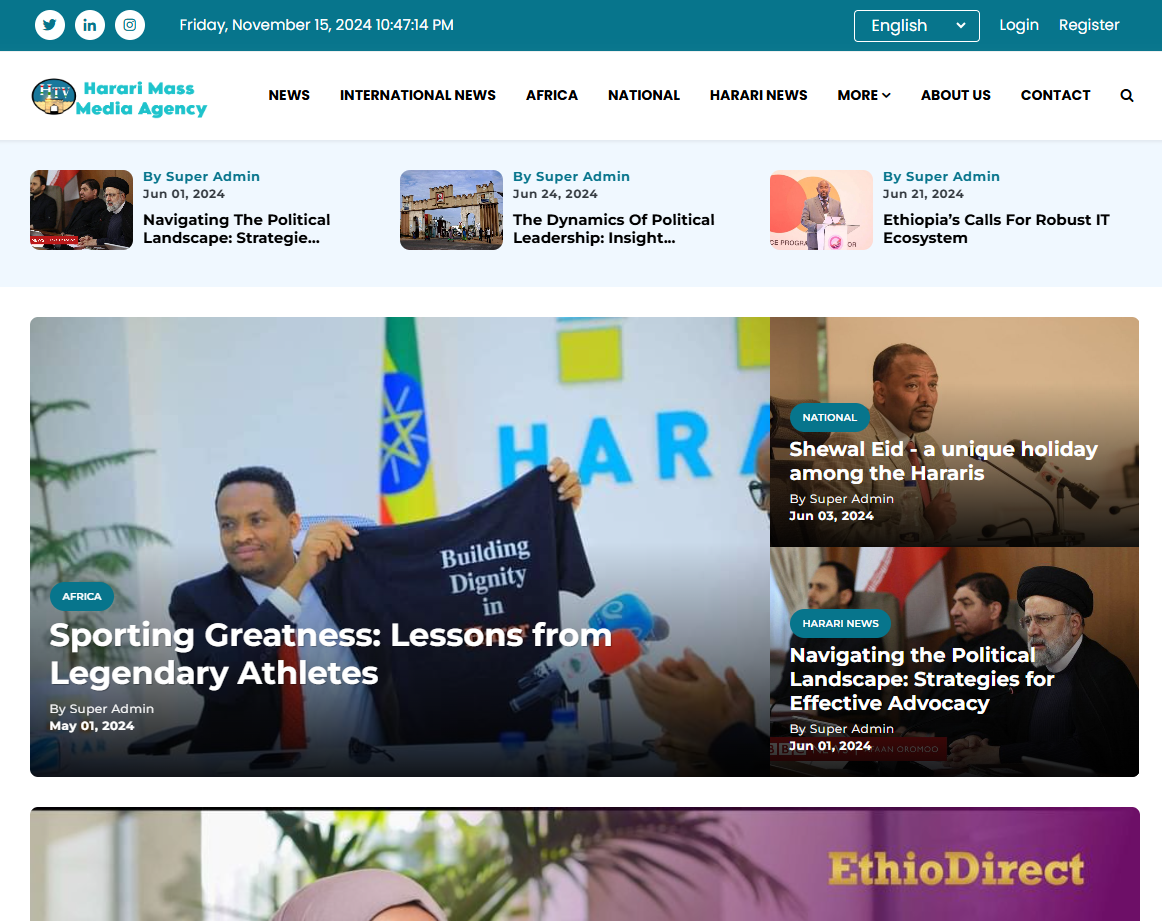 Friday, November 15, 2024 10:47:14 PM
English
Login
Register
HTV
Harari Mass
Media Agency
NEWS
INTERNATIONAL NEWS
AFRICA
NATIONAL
HARARI NEWS
MORE
ABOUT US
CONTACT
By Super Admin
Jun 01, 2024
Navigating The Political
Landscape: Strategie...
By Super Admin
Jun 24, 2024
The Dynamics Of Political
Leadership: Insight...
By Super Admin
Jun 21, 2024
Ethiopia’s Calls For Robust IT
Ecosystem
HARA
Building
Dignity
in
AFRICA
Sporting Greatness: Lessons from
Legendary Athletes
By Super Admin
May 01, 2024
NATIONAL
Shewal Eid - a unique holiday
among the Hararis
By Super Admin
Jun 03, 2024
HARARI NEWS
Navigating the Political
Landscape: Strategies for
Effective Advocacy
By Super Admin
Jun 01, 2024
OROMOO
EthioDirect